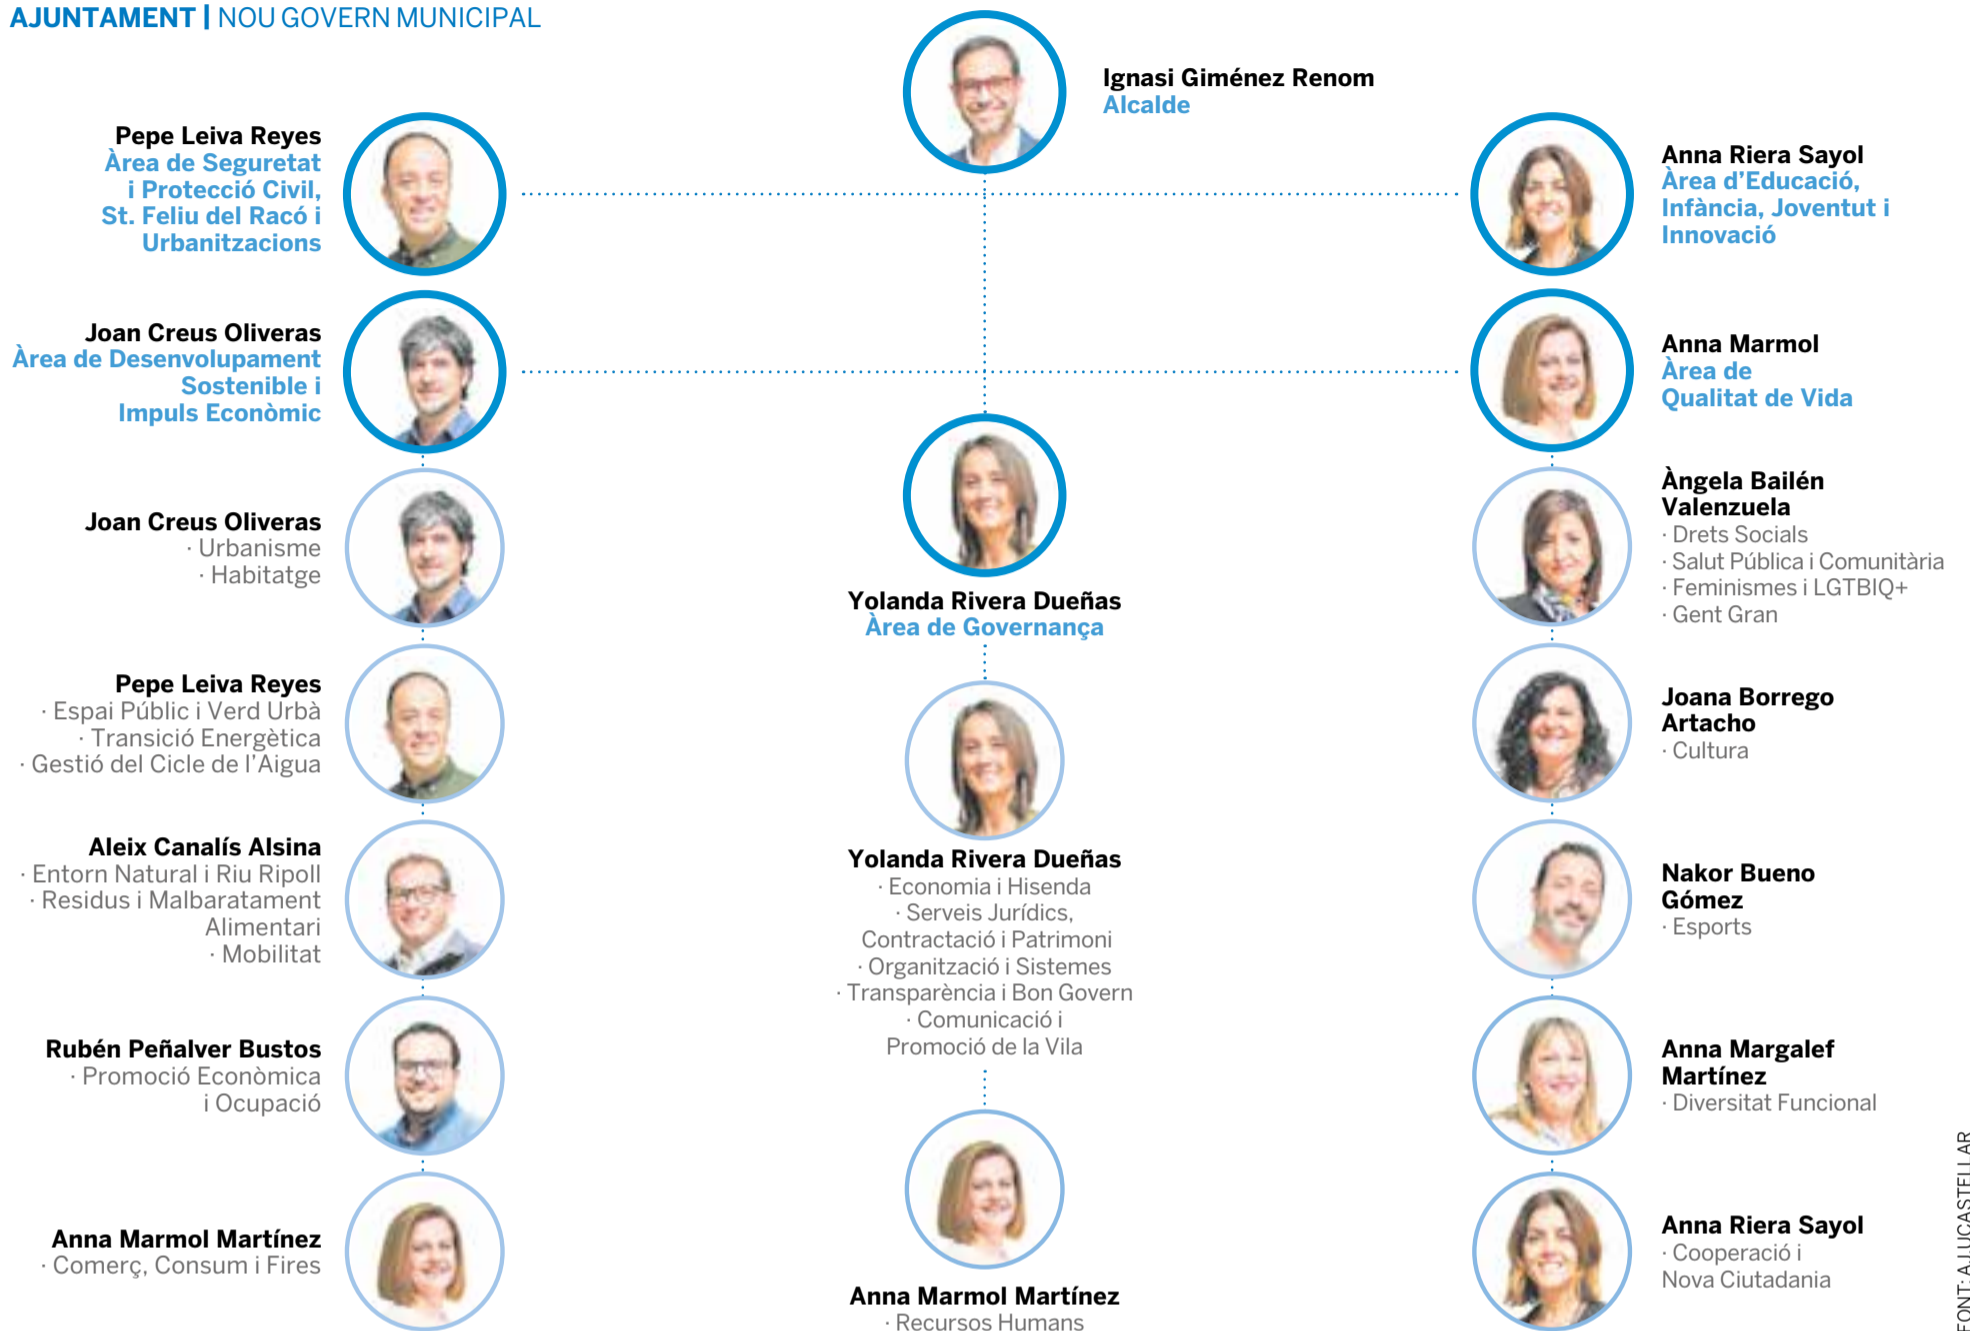 AJUNTAMENT | NOU GOVERN MUNICIPAL
Ignasi Giménez Renom
Alcalde
Pepe Leiva Reyes
Àrea de Seguretat
i Protecció Civil,
St. Feliu del Racó i
Urbanitzacions
Anna Riera Sayol
Àrea d'Educació,
Infància, Joventut i
Innovació
Joan Creus Oliveras
Àrea de Desenvolupament
Sostenible i
Impuls Econòmic
Anna Marmol
Àrea de
Qualitat de Vida
Yolanda Rivera Dueñas
Àrea de Governança
Joan Creus Oliveras
· Urbanisme
· Habitatge
Pepe Leiva Reyes
· Espai Públic i Verd Urbà
· Transició Energètica
· Gestió del Cicle de l'Aigua
Aleix Canalís Alsina
· Entorn Natural i Riu Ripoll
· Residus i Malbaratament
Alimentari
· Mobilitat
Rubén Peñalver Bustos
· Promoció Econòmica
i Ocupació
Anna Marmol Martínez
· Comerç, Consum i Fires
Yolanda Rivera Dueñas
· Economia i Hisenda
· Serveis Jurídics,
Contractació i Patrimoni
· Organització i Sistemes
· Transparència i Bon Govern
· Comunicació i
Promoció de la Vila
Anna Marmol Martínez
· Recursos Humans
Àngela Bailén
Valenzuela
· Drets Socials
· Salut Pública i Comunitària
· Feminismes i LGTBIQ+
· Gent Gran
Joana Borrego
Artacho
· Cultura
Nakor Bueno
Gómez
· Esports
Anna Margalef
Martínez
· Diversitat Funcional
Anna Riera Sayol
· Cooperació i
Nova Ciutadania
FONT: AJ.UCASTELLAR